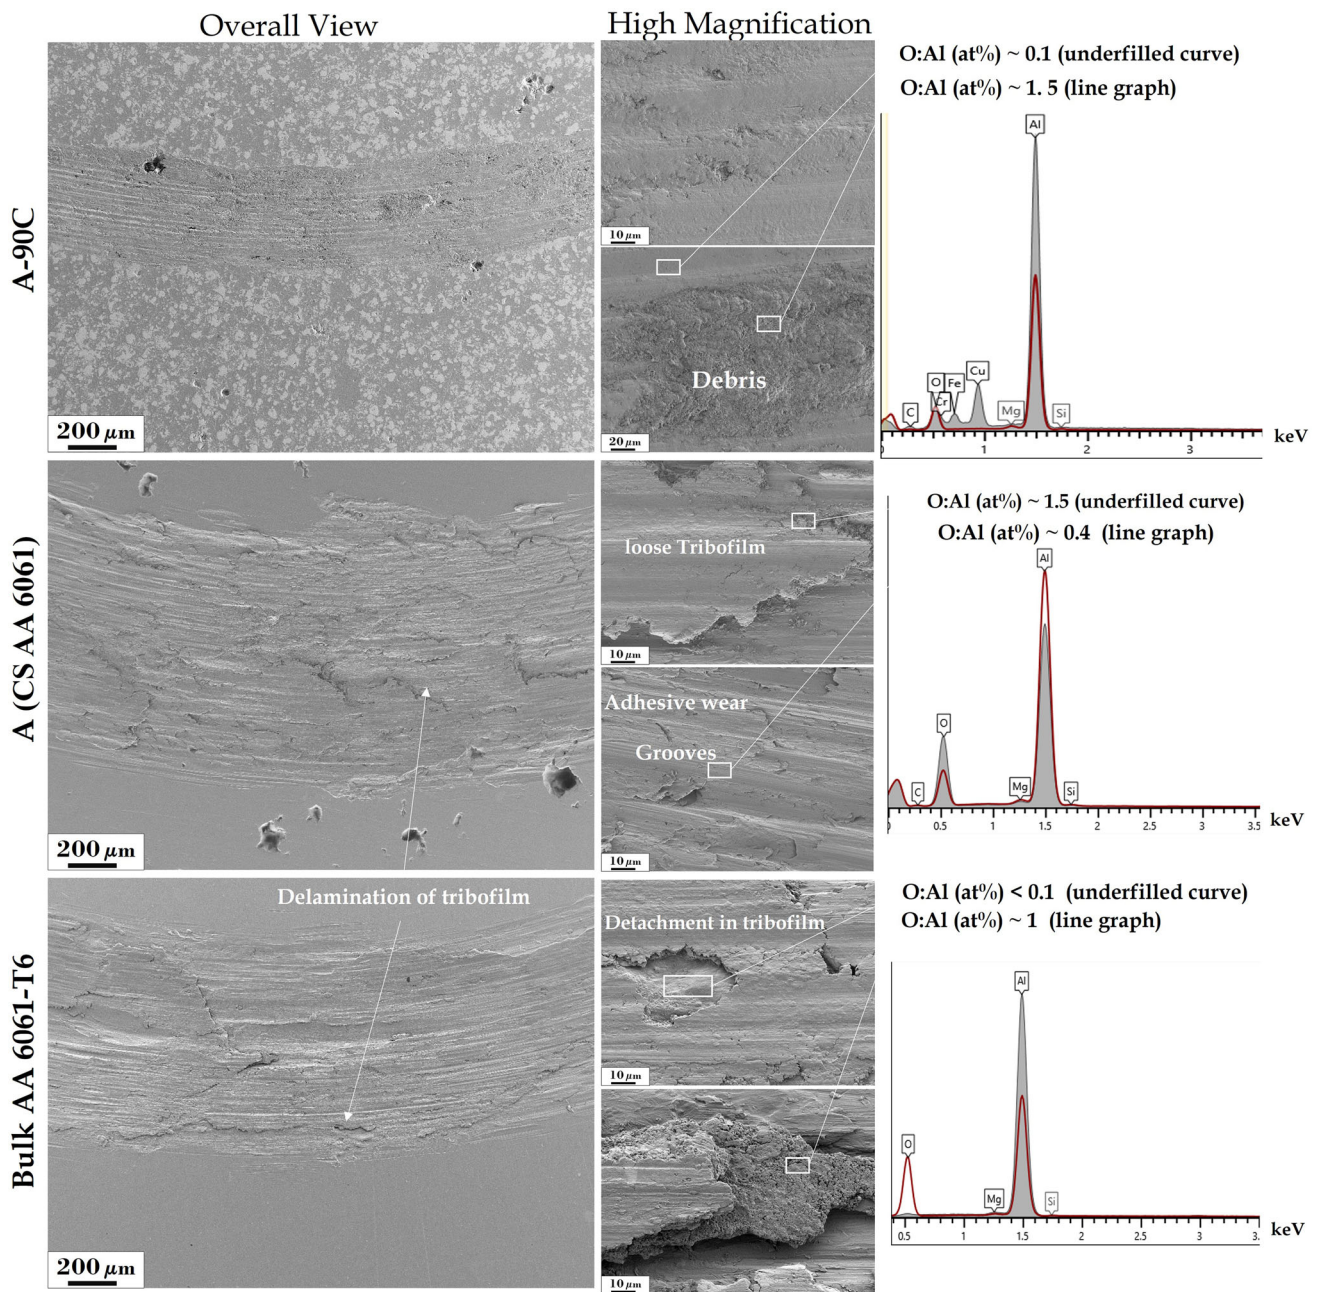 Overall View
High Magnification
A-90C
200 μm
10 μm
Debris
20 μm
O:Al (at%) ~ 0.1 (underfilled curve)
O:Al (at%) ~ 1. 5 (line graph)
Al
Cu
O
Fe
Cr
C
Mg
Si
1
2
3
keV
A (CS AA 6061)
200 μm
loose Tribofilm
10 μm
Adhesive wear
Grooves
10 μm
O:Al (at%) ~ 1.5 (underfilled curve)
O:Al (at%) ~ 0.4 (line graph)
Al
O
C
Mg
Si
0 0.5 1 1.5 2 2.5 3 3.5
keV
Bulk AA 6061-T6
Delamination of tribofilm
200 μm
Detachment in tribofilm
10 μm
10 μm
O:Al (at%) < 0.1 (underfilled curve)
O:Al (at%) ~ 1 (line graph)
Al
O
Mg
Si
0.5 1 1.5 2 2.5 3 3.
keV